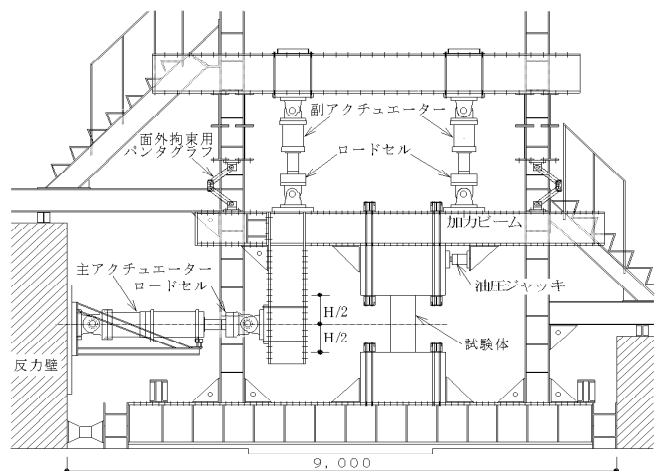 副アクチュエーター
面外拘束用
パンタグラフ
ロードセル
加力ビーム
主アクチュエーター
ロードセル
油圧ジャッキ
H/2
H/2
試験体
反力壁
9,000